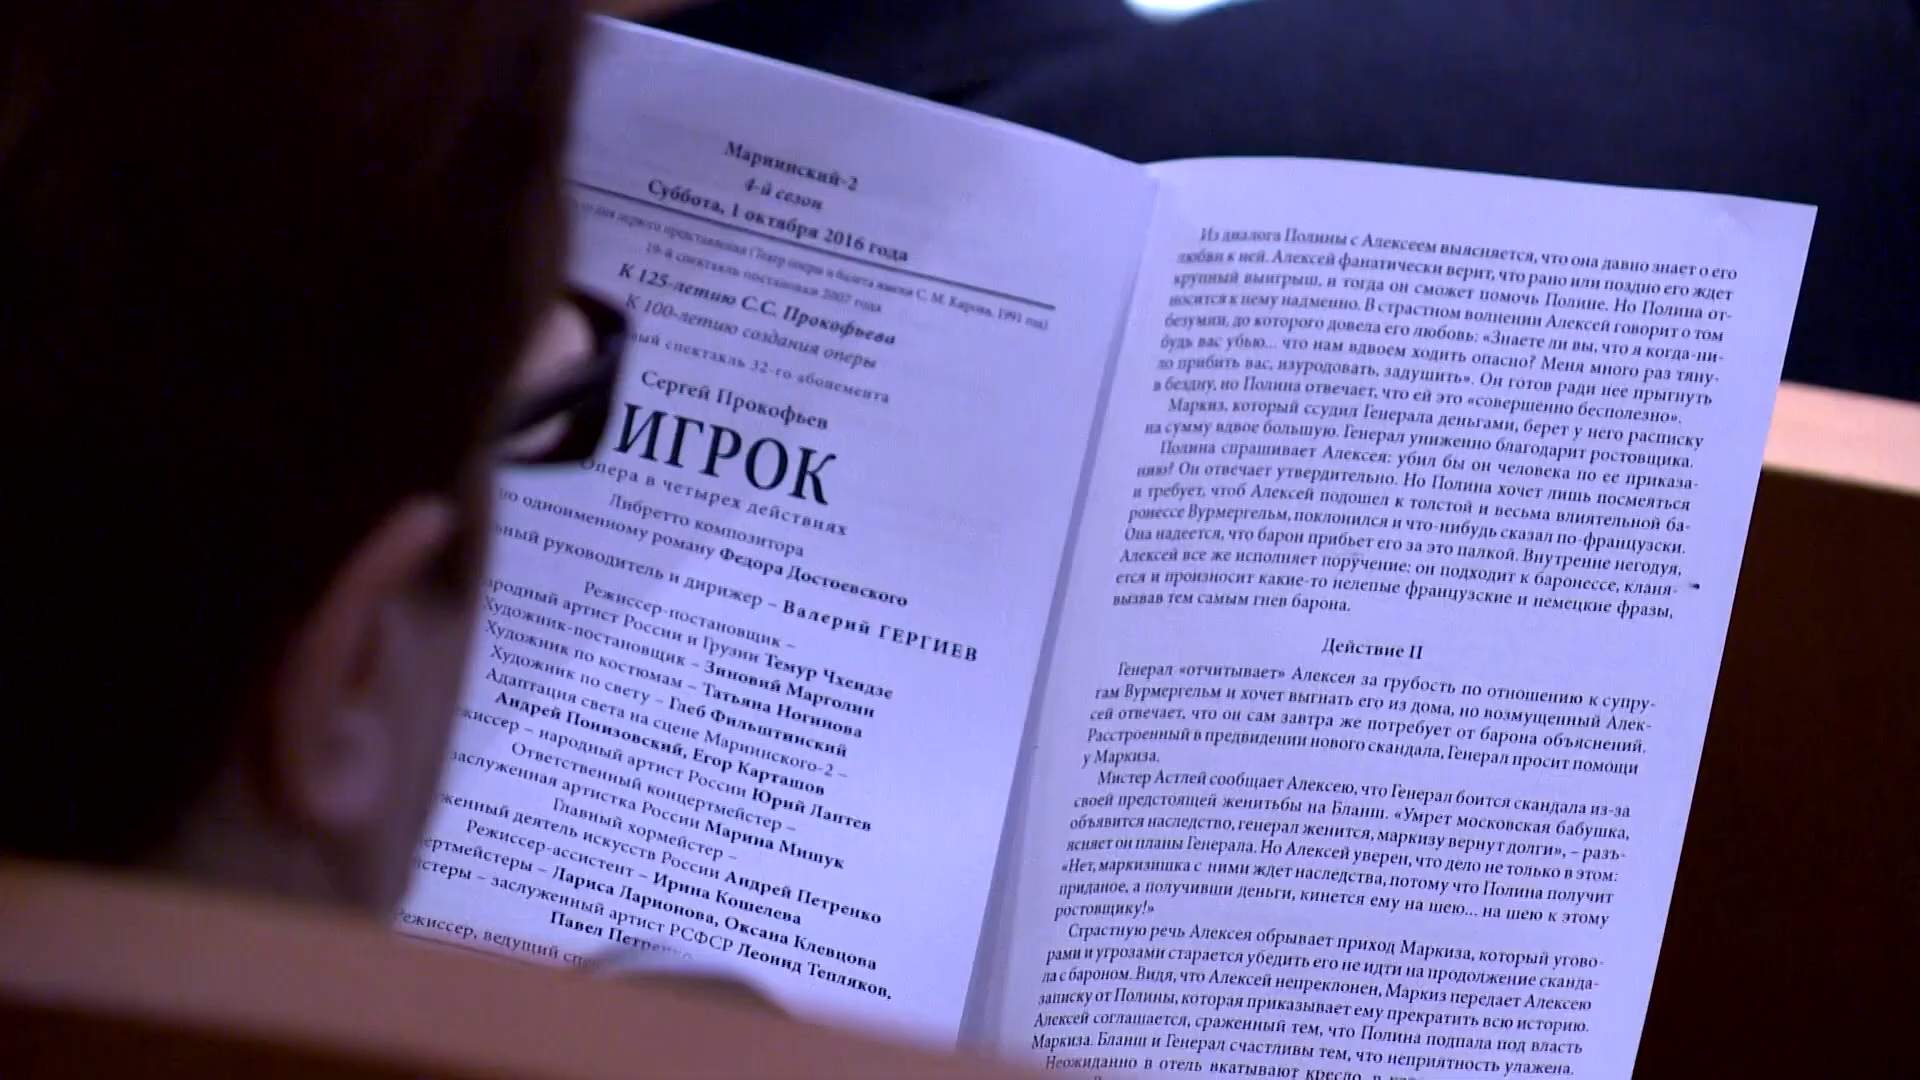 Мариинский-2
4-й сезон
Суббота, 1 октября 2016 года
дня первого представления (Театр оперы и балета имени С. М. Кирова, 1991 год)
19-й спектакль постановки 2007 года
К 125-летию С.С. Прокофьева
К 100-летию создания оперы
спектакль 32-го абонемента
Сергей Прокофьев
ИГРОК
Опера в четырех действиях
Либретто композитора
по одноименному роману Федора Достоевского
руководитель и дирижер – Валерий ГЕРГИЕВ
Режиссер-постановщик –
артист России и Грузии Темур Чхеидзе
Художник-постановщик – Зиновий Марголин
Художник по костюмам – Татьяна Ногинова
Художник по свету – Глеб Фильштинский
Адаптация света на сцене Мариинского-2 –
Андрей Понизовский, Егор Карташов
– народный артист России Юрий Лаптев
Ответственный концертмейстер –
заслуженная артистка России Марина Мишук
Главный хормейстер –
деятель искусств России Андрей Петренко
Режиссер-ассистент – Ирина Кошелева
– Лариса Ларионова, Оксана Клевцова
– заслуженный артист РСФСР Леонид Тепляков,
Павел
Режиссер, ведущий
Из диалога Полины с Алексеем выясняется, что она давно знает о его
любви к ней. Алексей фанатически верит, что рано или поздно его ждет
крупный выигрыш, и тогда он сможет помочь Полине. Но Полина от-
носится к нему надменно. В страстном волнении Алексей говорит о том
безумии, до которого довела его любовь: «Знаете ли вы, что я когда-ни-
будь вас убью... что нам вдвоем ходить опасно? Меня много раз тяну-
ло прибить вас, изуродовать, задушить». Он готов ради нее прыгнуть
в бездну, но Полина отвечает, что ей это «совершенно бесполезно».
Маркиз, который ссудил Генерала деньгами, берет у него расписку
на сумму вдвое большую. Генерал униженно благодарит ростовщика.
Полина спрашивает Алексея: убил бы он человека по ее приказа-
нию? Он отвечает утвердительно. Но Полина хочет лишь посмеяться
и требует, чтоб Алексей подошел к толстой и весьма влиятельной ба-
ронессе Вурмергельм, поклонился и что-нибудь сказал по-французски.
Она надеется, что барон прибьет его за это палкой. Внутренне негодуя,
Алексей все же исполняет поручение: он подходит к баронессе, кланя-
ется и произносит какие-то нелепые французские и немецкие фразы,
вызвав тем самым гнев барона.
Действие II
Генерал «отчитывает» Алексея за грубость по отношению к супру-
гам Вурмергельм и хочет выгнать его из дома, но возмущенный Алек-
сей отвечает, что он сам завтра же потребует от барона объяснений.
Расстроенный в предвидении нового скандала, Генерал просит помощи
у Маркиза.
Мистер Астлей сообщает Алексею, что Генерал боится скандала из-за
своей предстоящей женитьбы на Бланш. «Умрет московская бабушка,
объявится наследство, генерал женится, маркизу вернут долги», – разъ-
ясняет он планы Генерала. Но Алексей уверен, что дело не только в этом:
«Нет, маркизишка с ними ждет наследства, потому что Полина получит
приданое, а получивши деньги, кинется ему на шею... на шею к этому
ростовщику!»
Страстную речь Алексея обрывает приход Маркиза, который угово-
рами и угрозами старается убедить его не идти на продолжение сканда-
ла с бароном. Видя, что Алексей непреклонен, Маркиз передает Алексею
записку от Полины, которая приказывает ему прекратить всю историю.
Алексей соглашается, сраженный тем, что Полина подпала под власть
Маркиза. Бланш и Генерал счастливы тем, что неприятность улажена.
Неожиданно в отель вкатывают кресло, в